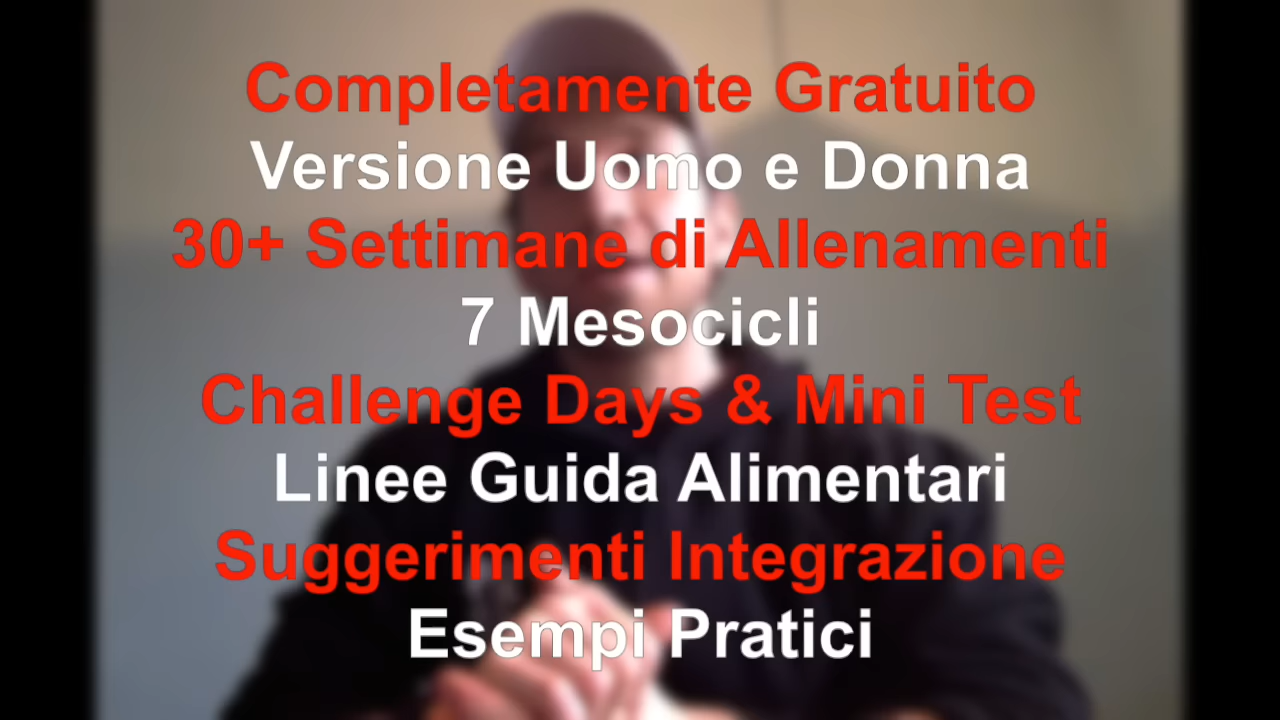 Completamente Gratuito
Versione Uomo e Donna
30+ Settimane di Allenamenti
7 Mesocicli
Challenge Days & Mini Test
Linee Guida Alimentari
Suggerimenti Integrazione
Esempi Pratici